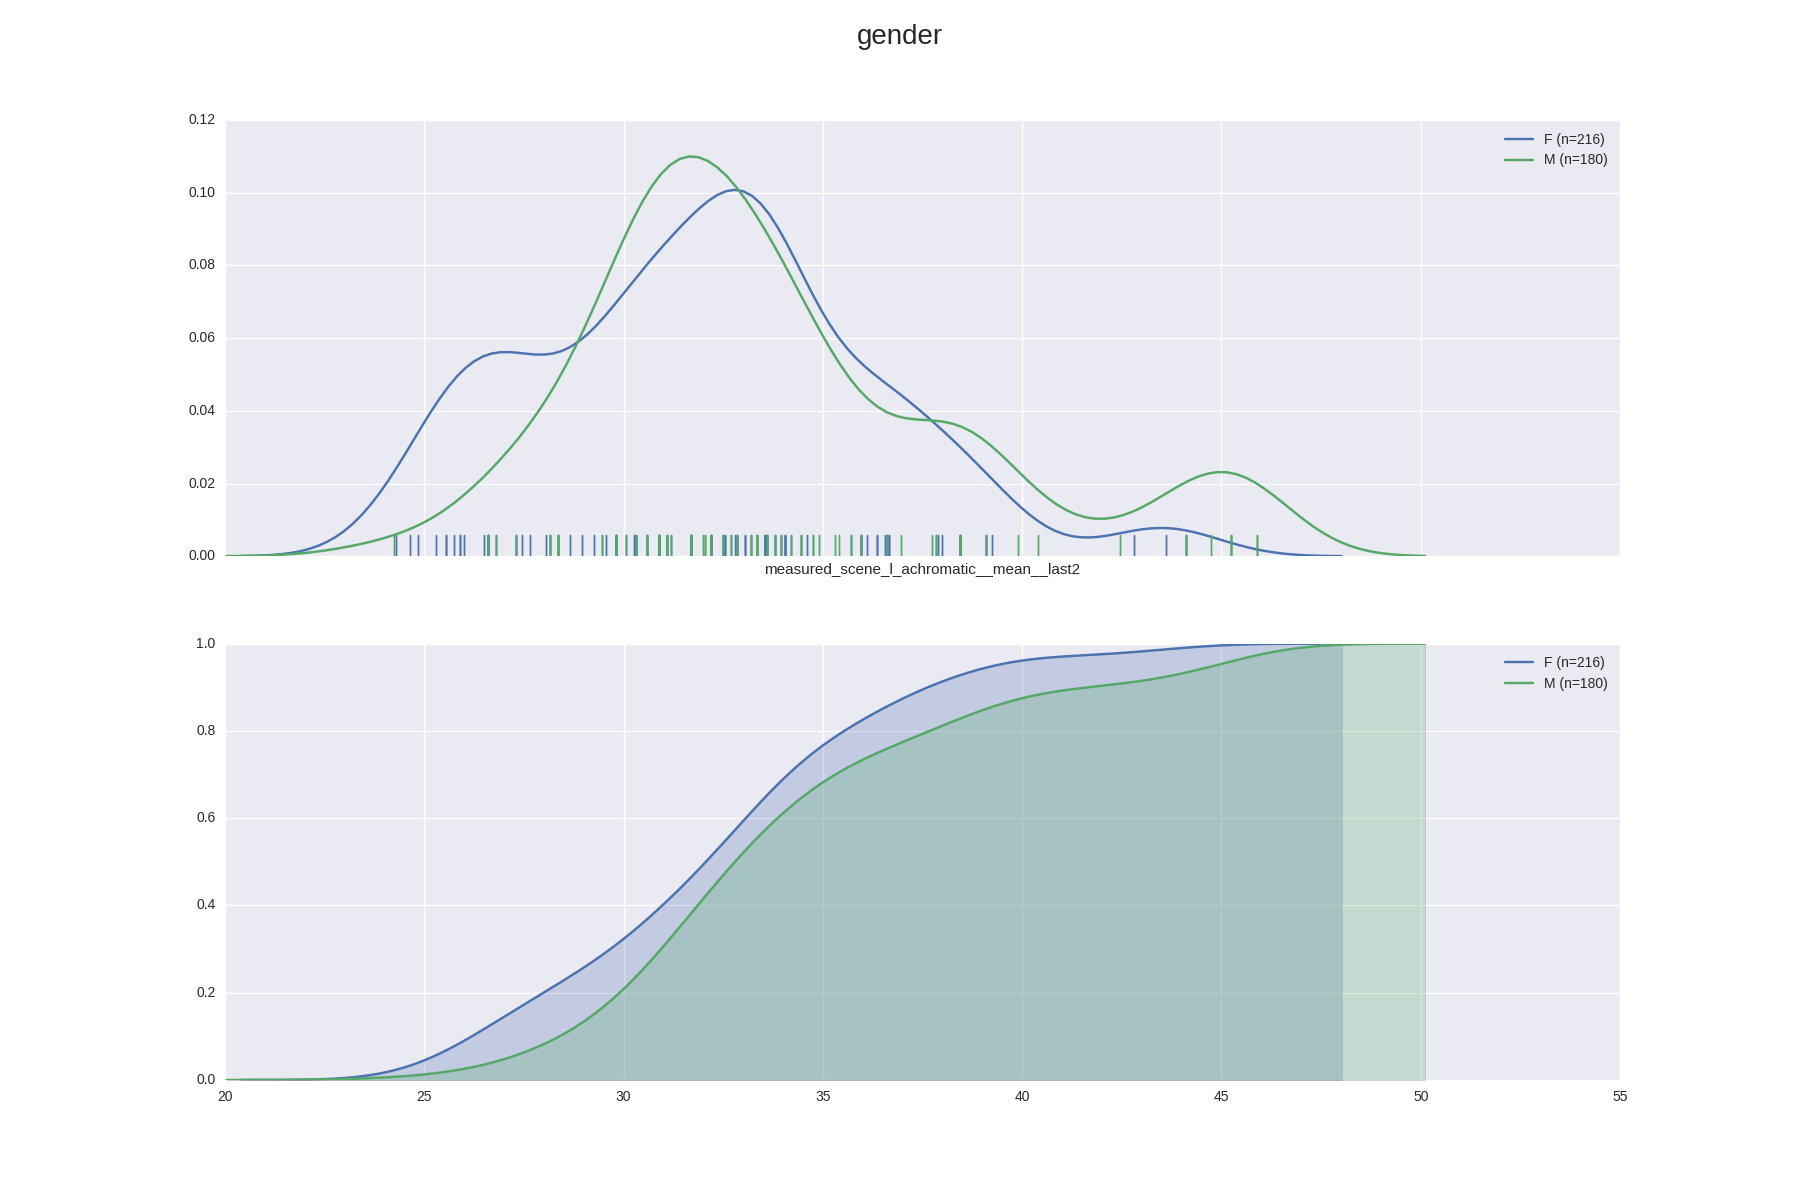 gender
0.12
0.10
0.08
0.06
0.04
0.02
0.00
F (n=216)
M (n=180)
measured_scene_l_achromatic__mean__last2
1.0
0.8
0.6
0.4
0.2
0.0
F (n=216)
M (n=180)
20 25 30 35 40 45 50 55